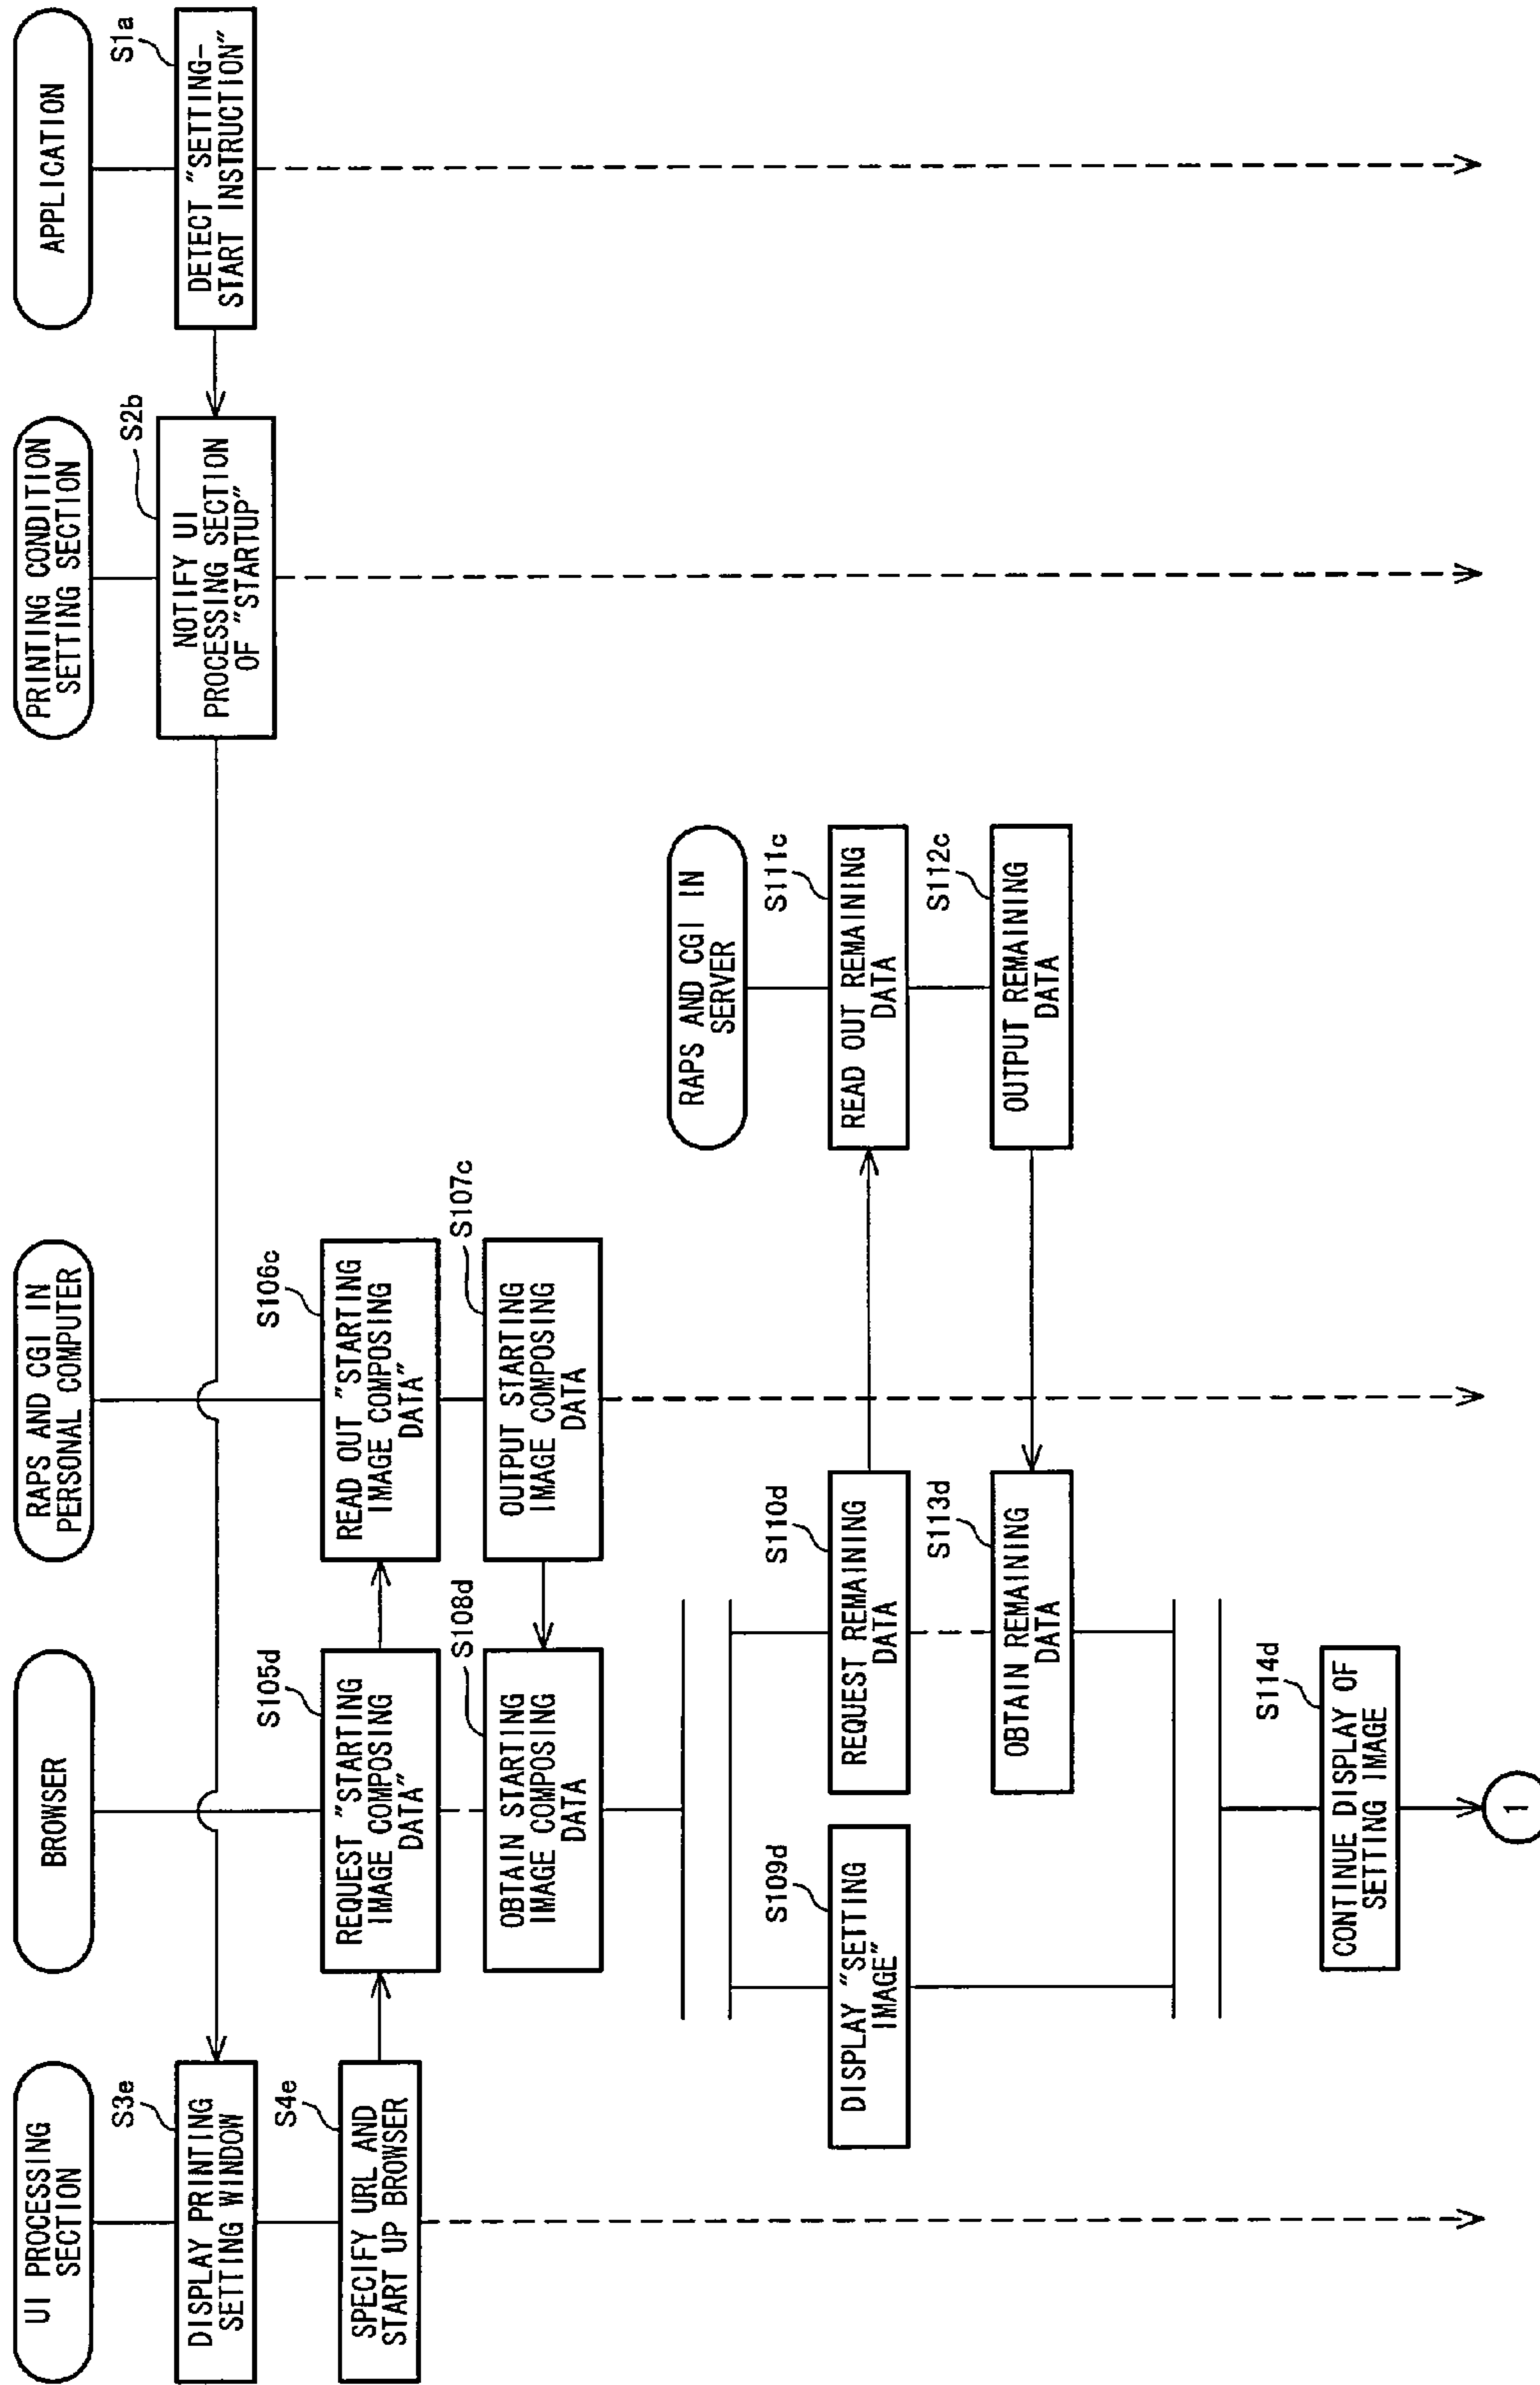 UI PROCESSING
SECTION
BROWSER
RAPS AND CGI IN
PERSONAL COMPUTER
PRINTING CONDITION
SETTING SECTION
APPLICATION
S1a
DETECT "SETTING-
START INSTRUCTION"
S2b
NOTIFY UI
PROCESSING SECTION
OF "STARTUP"
S3e
DISPLAY PRINTING
SETTING WINDOW
S4e
SPECIFY URL AND
START UP BROWSER
S105d
REQUEST "STARTING
IMAGE COMPOSING
DATA"
S106c
READ OUT "STARTING
IMAGE COMPOSING
DATA"
S107c
OUTPUT STARTING
IMAGE COMPOSING
DATA
S108d
OBTAIN STARTING
IMAGE COMPOSING
DATA
RAPS AND CGI IN
SERVER
S109d
DISPLAY "SETTING
IMAGE"
S110d
REQUEST REMAINING
DATA
S111c
READ OUT REMAINING
DATA
S112c
OUTPUT REMAINING
DATA
S113d
OBTAIN REMAINING
DATA
S114d
CONTINUE DISPLAY OF
SETTING IMAGE
1